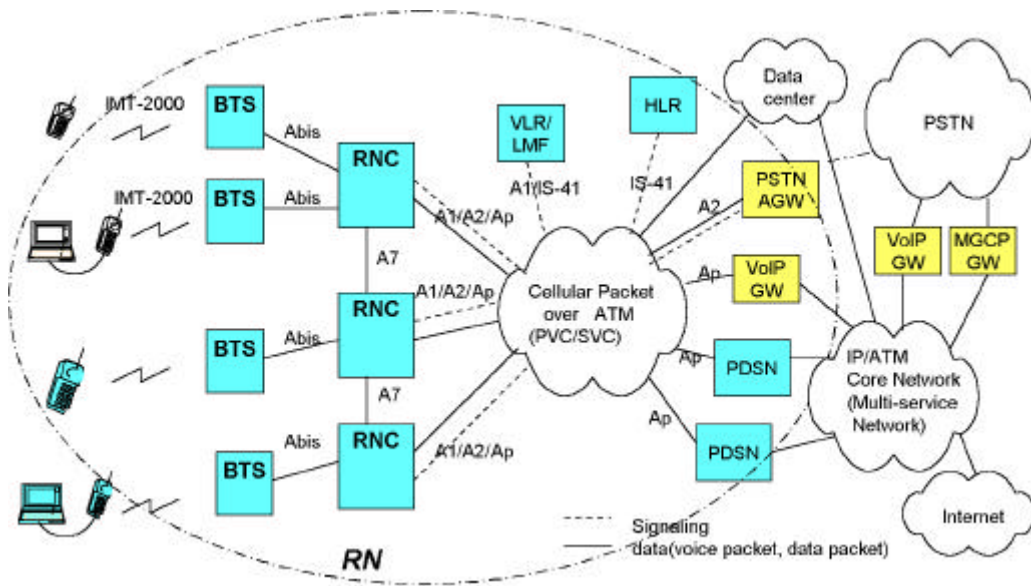 IMT-2000
BTS
Abis
RNC
VLR/
LMF
HLR
Data
center
PSTN
IMT-2000
BTS
Abis
A1/IS-41
IS-41
A2
PSTN
AGW
A1/A2/Ap
A7
A1/A2/Ap
Ap
VoIP
GW
VoIP
GW
MGCP
GW
RNC
Cellular Packet
over ATM
(PVC/SVC)
BTS
Abis
Ap
PDSN
IP/ATM
Core Network
(Multi-service
Network)
A7
Ap
RNC
Abis
BTS
A1/A2/Ap
PDSN
Internet
Signaling
data(voice packet, data packet)
RN